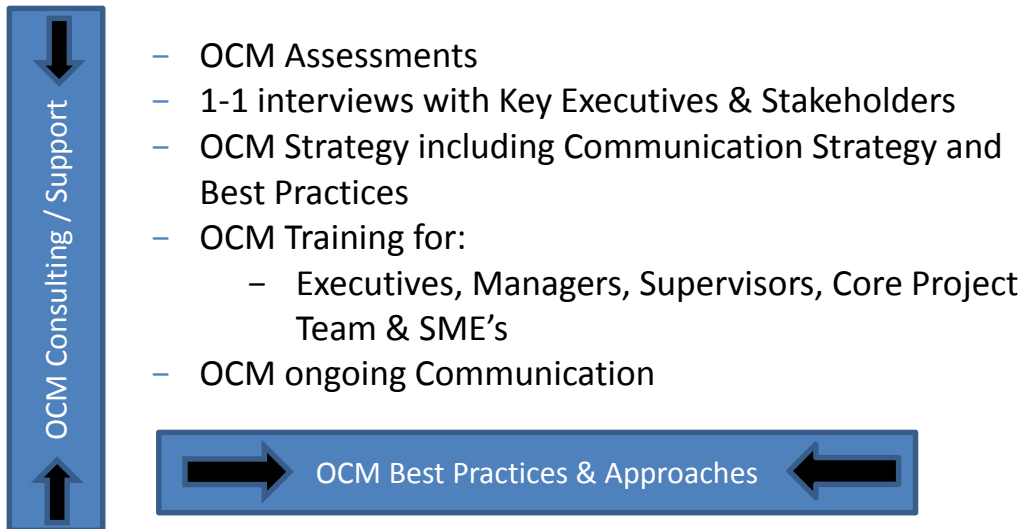 OCM Consulting / Support
– OCM Assessments
– 1-1 interviews with Key Executives & Stakeholders
– OCM Strategy including Communication Strategy and
Best Practices
– OCM Training for:
– Executives, Managers, Supervisors, Core Project
Team & SME’s
– OCM ongoing Communication
OCM Best Practices & Approaches